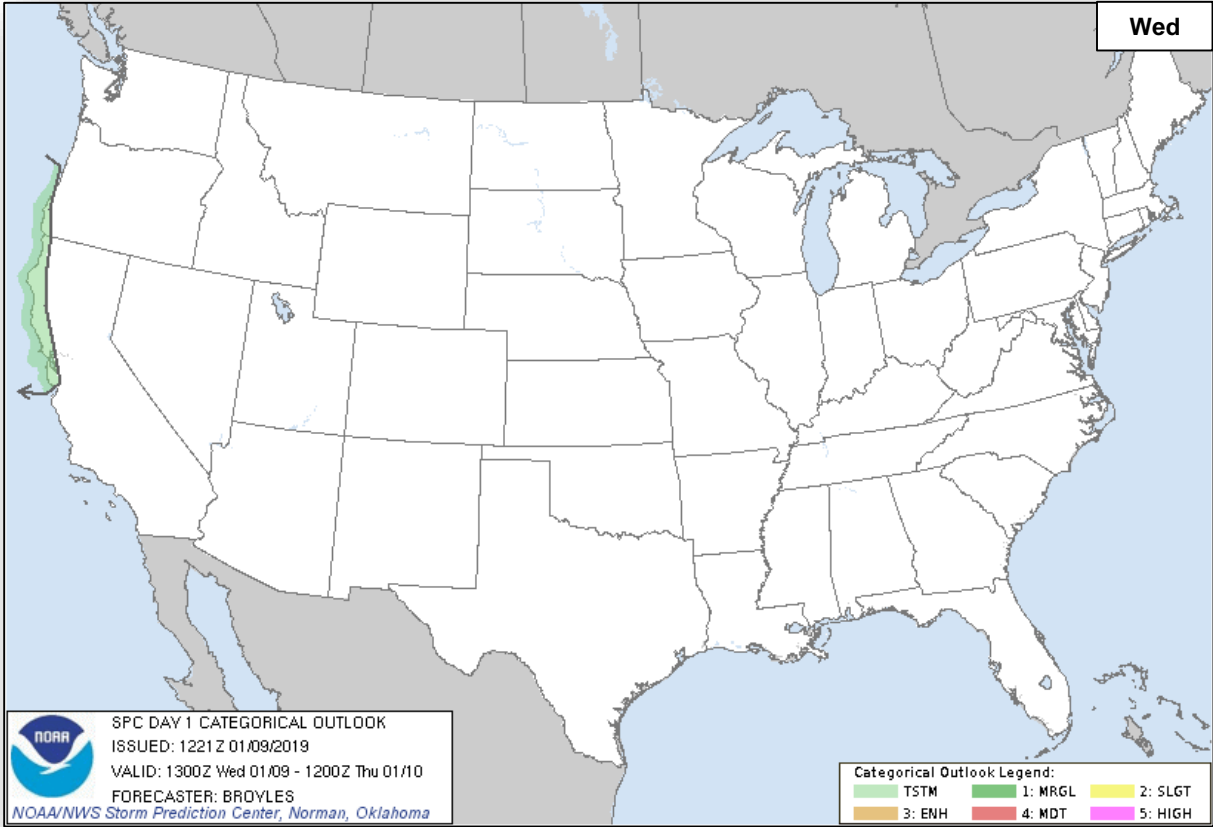 Wed
NOAA
SPC DAY 1 CATEGORICAL OUTLOOK
ISSUED: 1221Z 01/09/2019
VALID: 1300Z Wed 01/09 - 1200Z Thu 01/10
FORECASTER: BROYLES
NOAA/NWS Storm Prediction Center, Norman, Oklahoma
Categorical Outlook Legend:
TSTM 1: MRGL 2: SLGT
3: ENH 4: MDT 5: HIGH